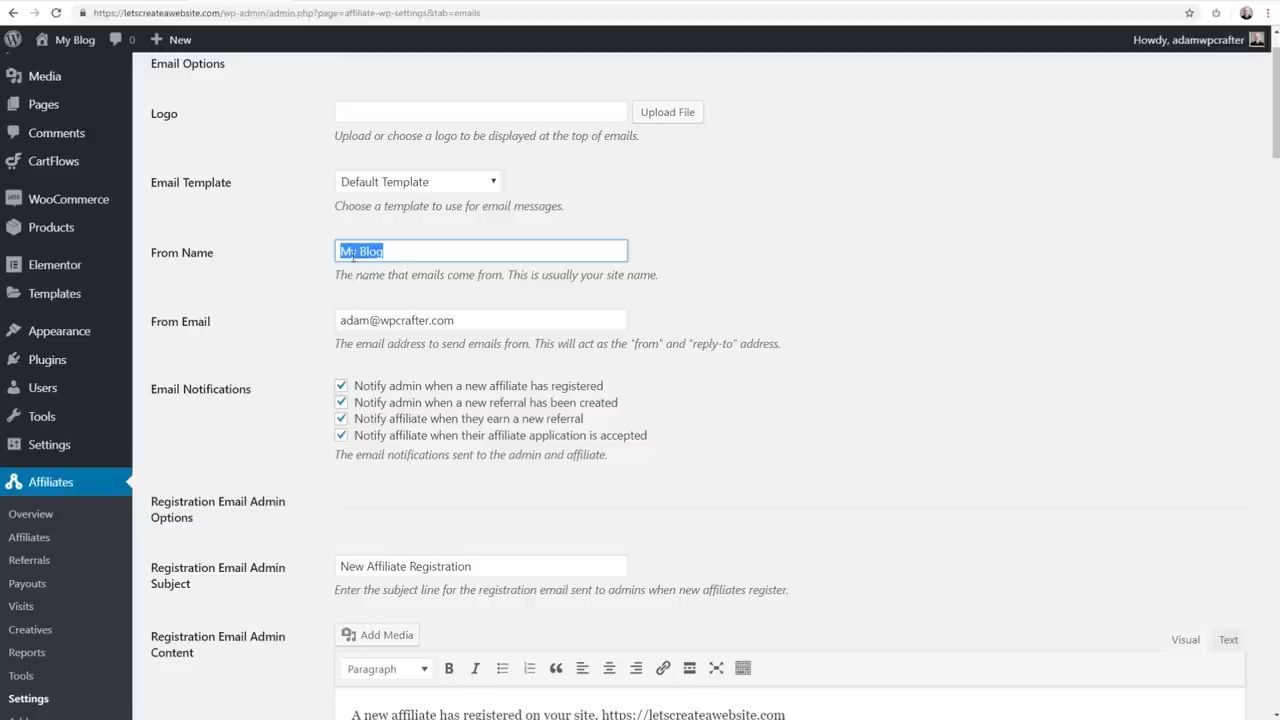 https://letscreateawebsite.com/wp-admin/admin.php?page=affiliate-wp-settings&tab=emails
My Blog
0
New
Howdy, adamwpcrafter
Media
Pages
Comments
CartFlows
WooCommerce
Products
Elementor
Templates
Appearance
Plugins
Users
Tools
Settings
Affiliates
Overview
Affiliates
Referrals
Payouts
Visits
Creatives
Reports
Tools
Settings
Email Options
Logo
Upload File
Upload or choose a logo to be displayed at the top of emails.
Email Template
Default Template
Choose a template to use for email messages.
From Name
My Blog
The name that emails come from. This is usually your site name.
From Email
adam@wpcrafter.com
The email address to send emails from. This will act as the "from" and "reply-to" address.
Email Notifications
Notify admin when a new affiliate has registered
Notify admin when a new referral has been created
Notify affiliate when they earn a new referral
Notify affiliate when their affiliate application is accepted
The email notifications sent to the admin and affiliate.
Registration Email Admin
Options
Registration Email Admin
Subject
New Affiliate Registration
Enter the subject line for the registration email sent to admins when new affiliates register.
Registration Email Admin
Content
Add Media
Visual
Text
Paragraph
B
I
A new affiliate has registered on your site, https://letscreateawebsite.com